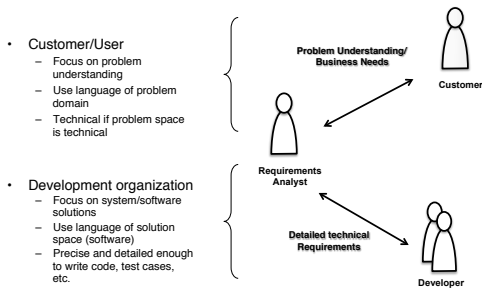 • Customer/User
– Focus on problem
understanding
– Use language of problem
domain
– Technical if problem space
is technical
• Development organization
– Focus on system/software
solutions
– Use language of solution
space (software)
– Precise and detailed enough
to write code, test cases,
etc.
Problem Understanding/
Business Needs
Customer
Requirements
Analyst
Detailed technical
Requirements
Developer